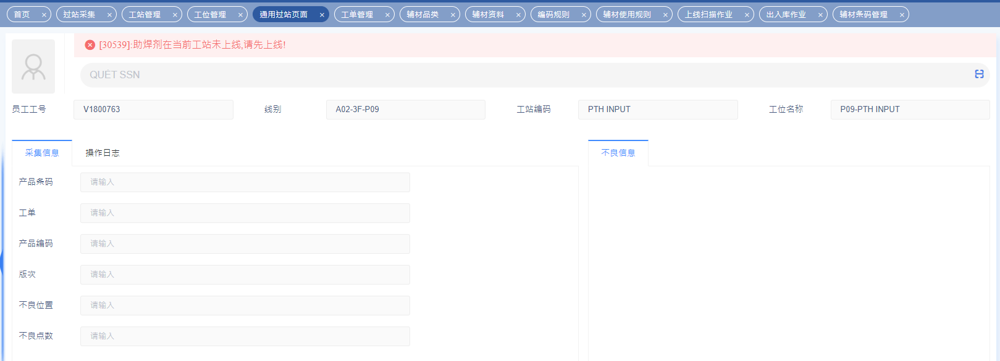 首页 × 过站采集 × 工站管理 × 工位管理 × 通用过站页面 × 工单管理 × 辅材品类 × 辅材资料 × 编码规则 × 辅材使用规则 × 上线扫描作业 × 出入库作业 × 辅材条码管理 ×
[30539]:助焊剂在当前工站未上线,请先上线!
QUÉT SSN
员工工号 V1800763 线别 A02-3F-P09 工站编码 PTH INPUT 工位名称 P09-PTH INPUT
采集信息 操作日志 不良信息
产品条码 请输入
工单 请输入
产品编码 请输入
版次 请输入
不良位置 请输入
不良点数 请输入